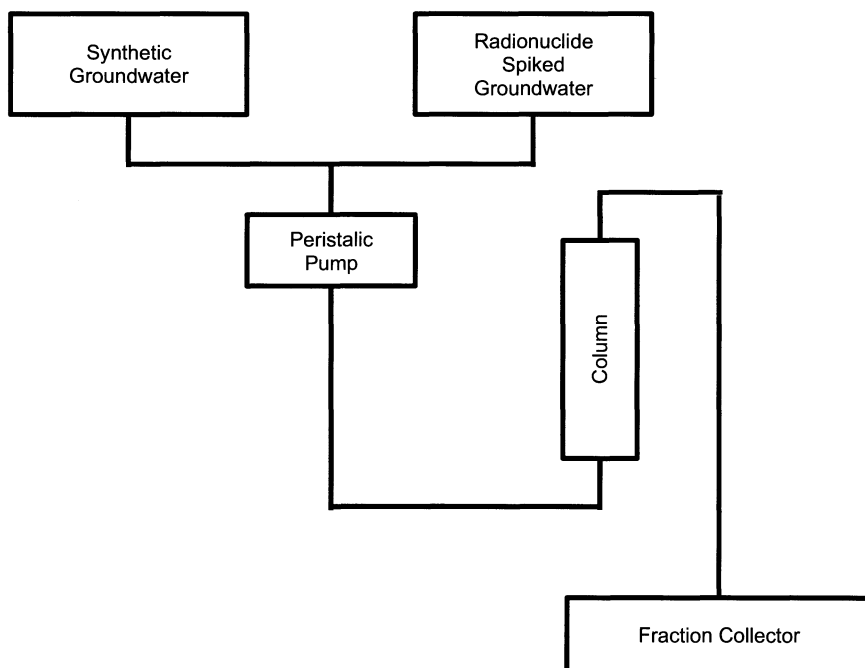 Synthetic
Groundwater
Radionuclide
Spiked
Groundwater
Peristalic
Pump
Column
Fraction Collector